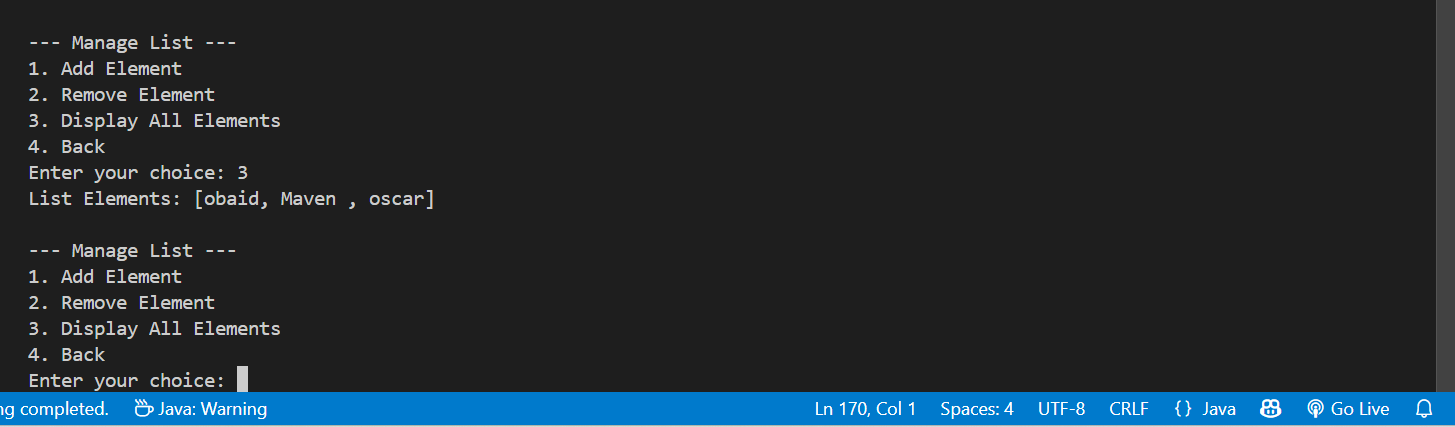 --- Manage List ---
1. Add Element
2. Remove Element
3. Display All Elements
4. Back
Enter your choice: 3
List Elements: [obaid, Maven , oscar]
--- Manage List ---
1. Add Element
2. Remove Element
3. Display All Elements
4. Back
Enter your choice:
ng completed. Java: Warning Ln 170, Col 1 Spaces: 4 UTF-8 CRLF {} Java Go Live